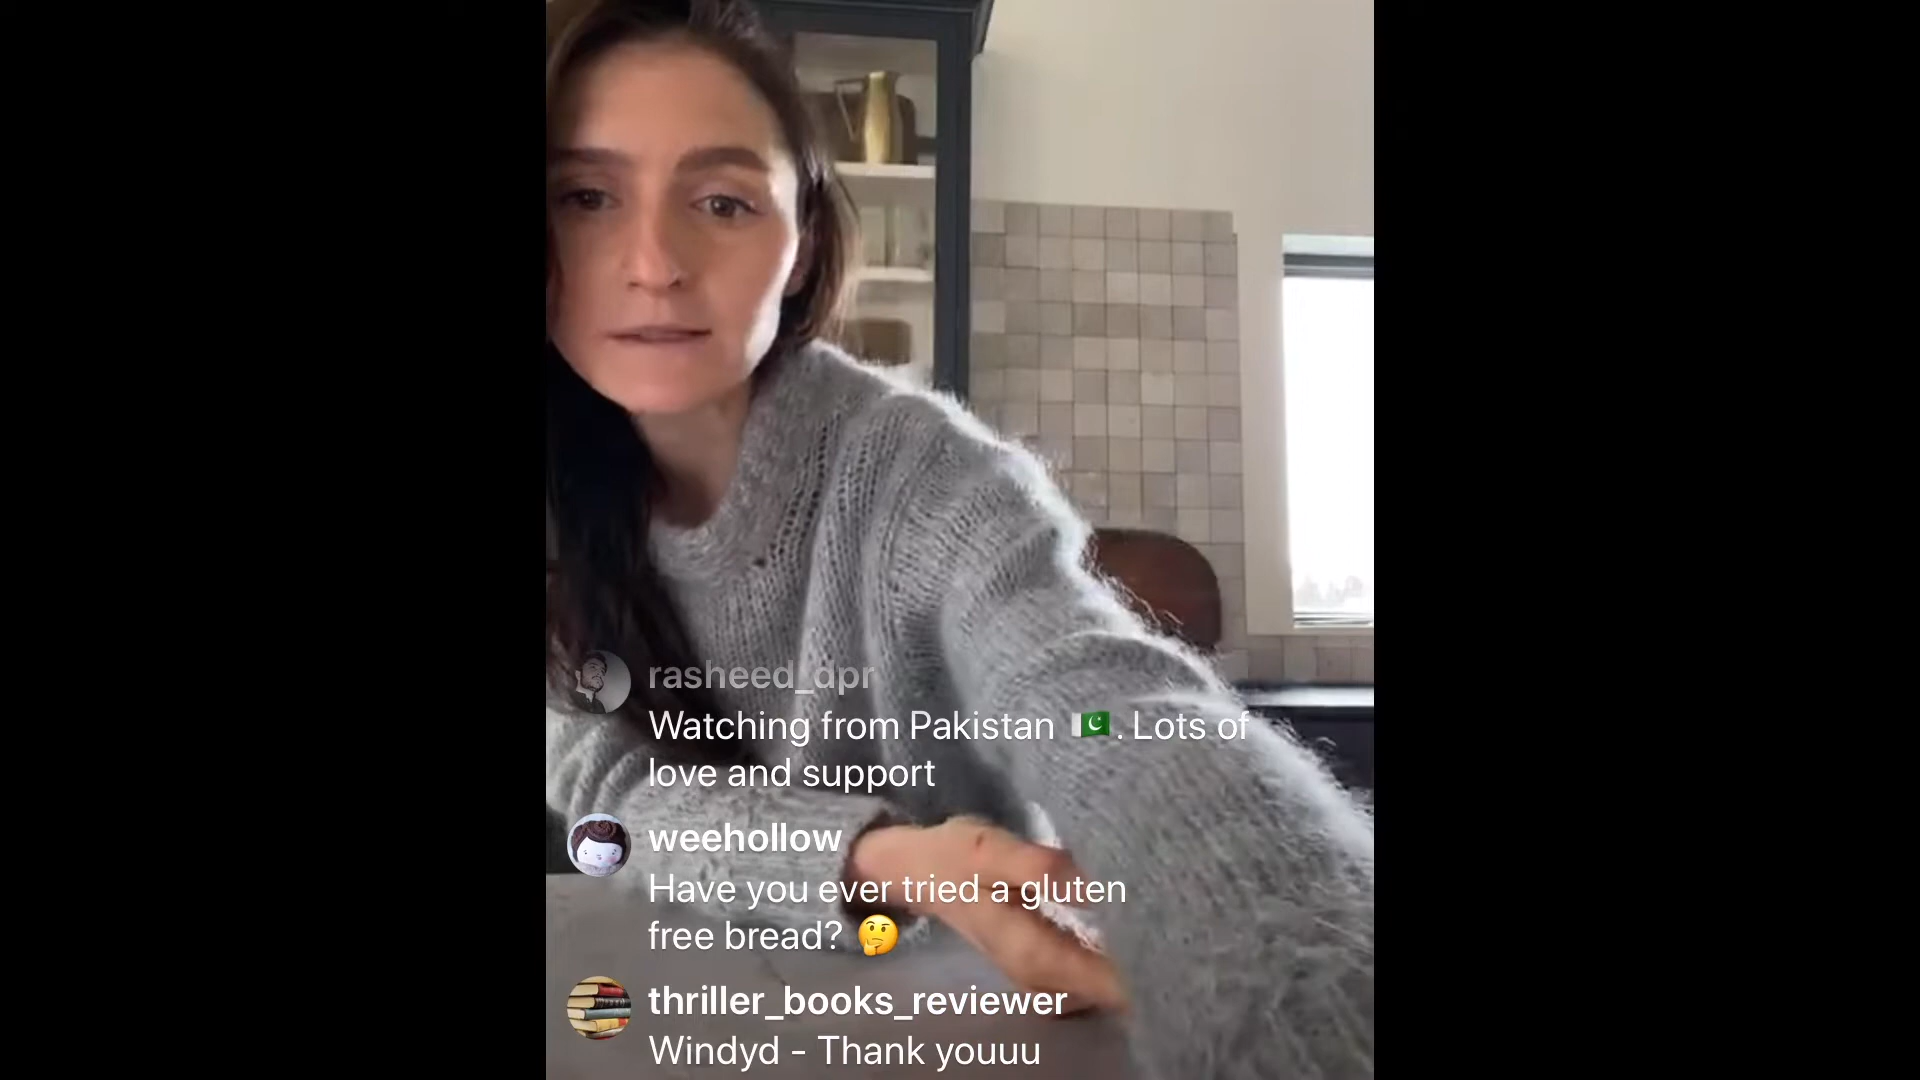 rasheed_dpr
Watching from Pakistan 🇵🇰. Lots of
love and support
weehollow
Have you ever tried a gluten
free bread? 🤔
thriller_books_reviewer
Windyd - Thank youuu